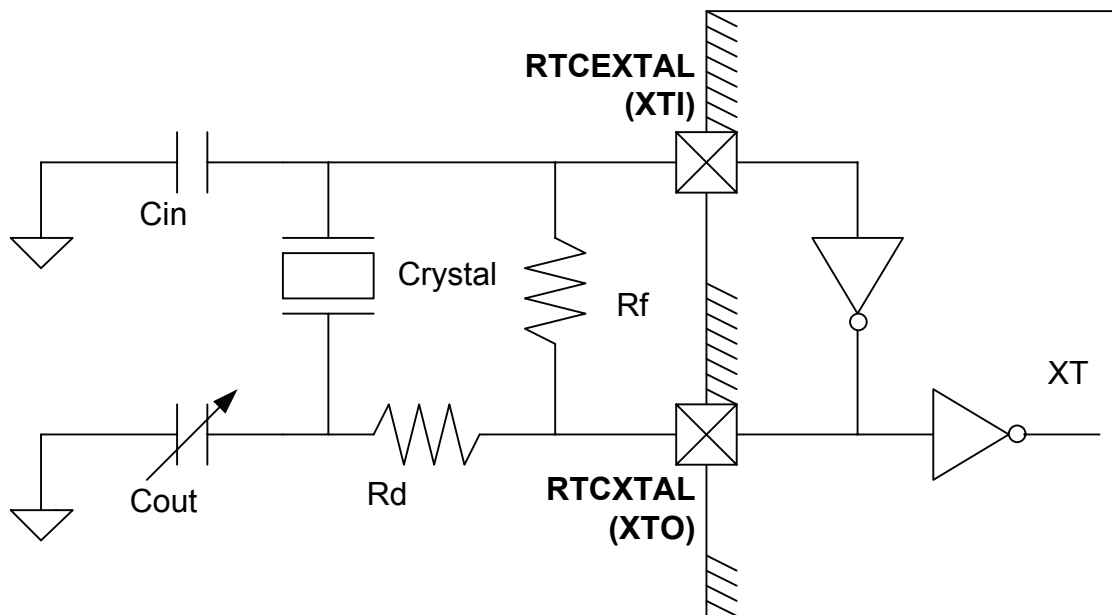 RTCEXTAL
(XTI)
Cin
Crystal
Rf
XT
Cout
Rd
RTCXTAL
(XTO)